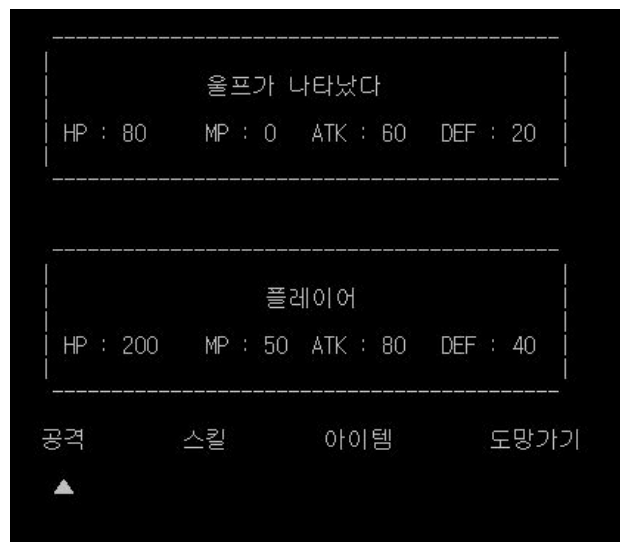 울프가 나타났다
HP : 80 MP : 0 ATK : 60 DEF : 20
플레이어
HP : 200 MP : 50 ATK : 80 DEF : 40
공격 스킬 아이템 도망가기
▲